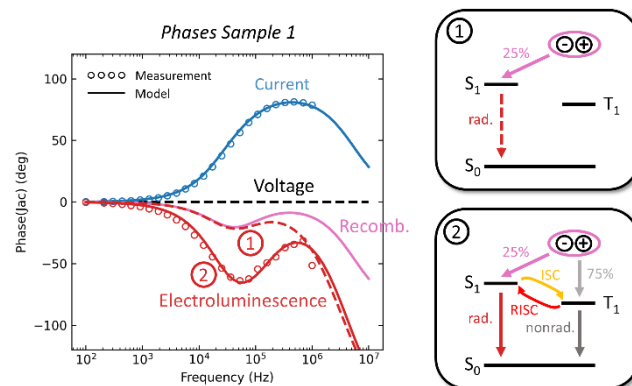 Phases Sample 1
Phase(Jac) (deg)
100
50
0
−50
−100
Measurement
Model
Current
Voltage
Recomb.
1
2
Electroluminescence
10² 10³ 10⁴ 10⁵ 10⁶ 10⁷
Frequency (Hz)
1
- +
25%
S₁
T₁
rad.
S₀
2
- +
25%
ISC
75%
S₁
RISC
T₁
rad.
nonrad.
S₀